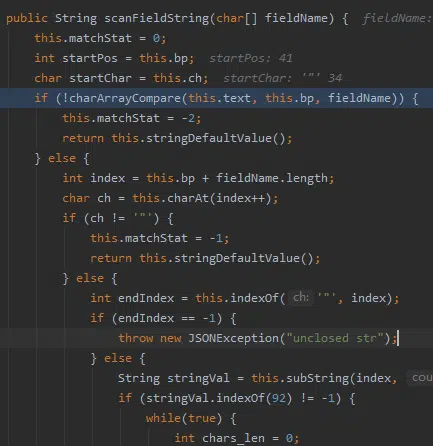 public String scanFieldString(char[] fieldName) { fieldName:
this.matchStat = 0;
int startPos = this.bp; startPos: 41
char startChar = this.ch; startChar: '"' 34
if (!charArrayCompare(this.text, this.bp, fieldName)) {
this.matchStat = -2;
return this.stringDefaultValue();
} else {
int index = this.bp + fieldName.length;
char ch = this.charAt(index++);
if (ch != '"') {
this.matchStat = -1;
return this.stringDefaultValue();
} else {
int endIndex = this.indexOf( ch: '"', index);
if (endIndex == -1) {
throw new JSONException("unclosed str");
} else {
String stringVal = this.subString(index, cou
if (stringVal.indexOf(92) != -1) {
while(true) {
int chars_len = 0;